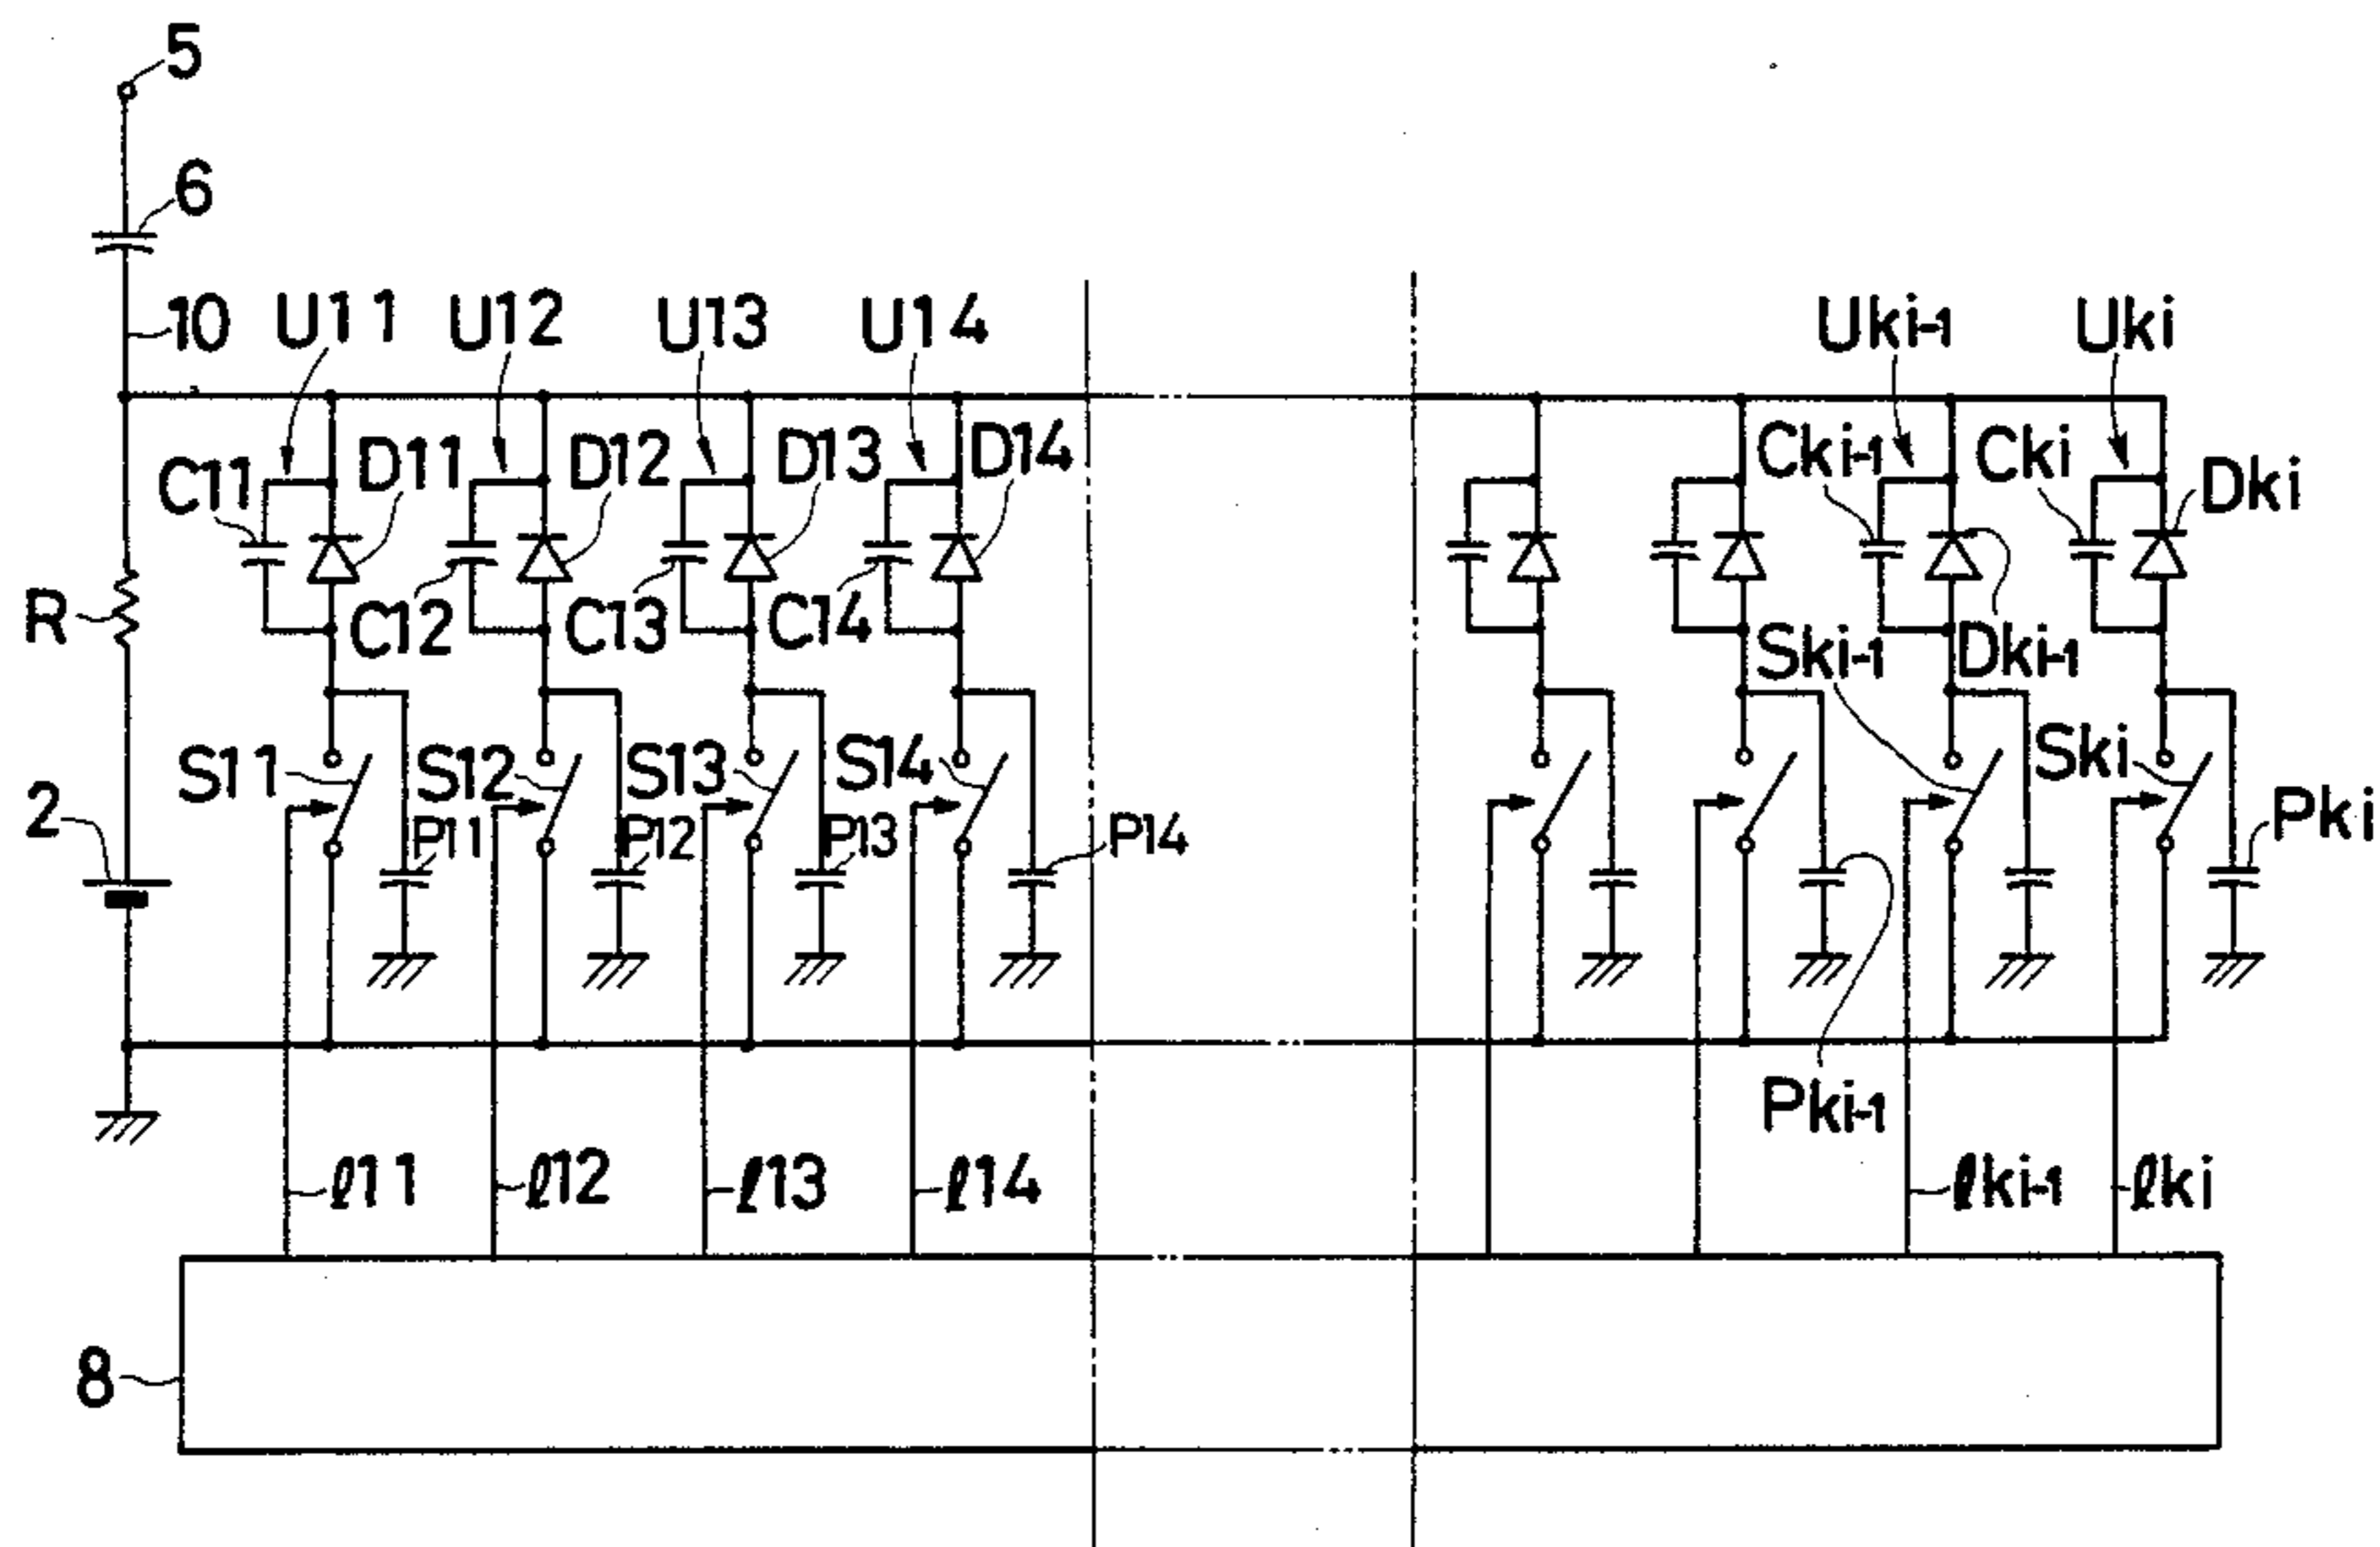 5
6
10
U11
U12
U13
U14
Uki-1
Uki
C11
D11
D12
D13
D14
Cki-1
Cki
Dki
R
C12
C13
C14
Ski-1
Dki-1
2
S11
S12
S13
S14
Ski
P11
P12
P13
P14
Pki
Pki-1
ℓ11
ℓ12
ℓ13
ℓ14
ℓki-1
ℓki
8